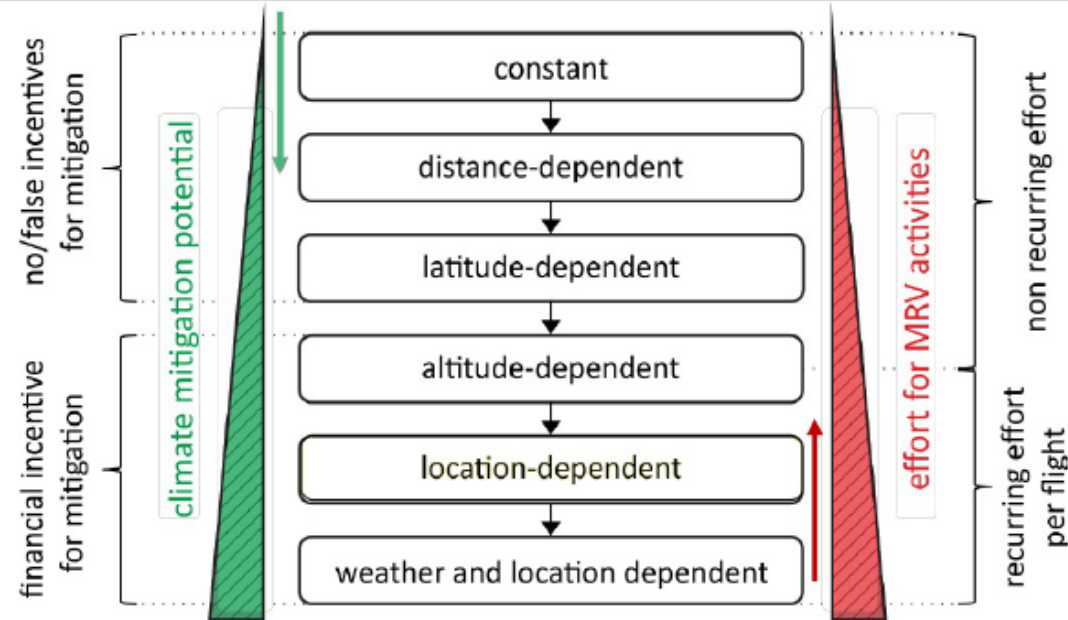 no/false incentives
for mitigation
financial incentive
for mitigation
climate mitigation potential
constant
distance-dependent
latitude-dependent
altitude-dependent
location-dependent
weather and location dependent
effort for MRV activities
non recurring effort
recurring effort
per flight